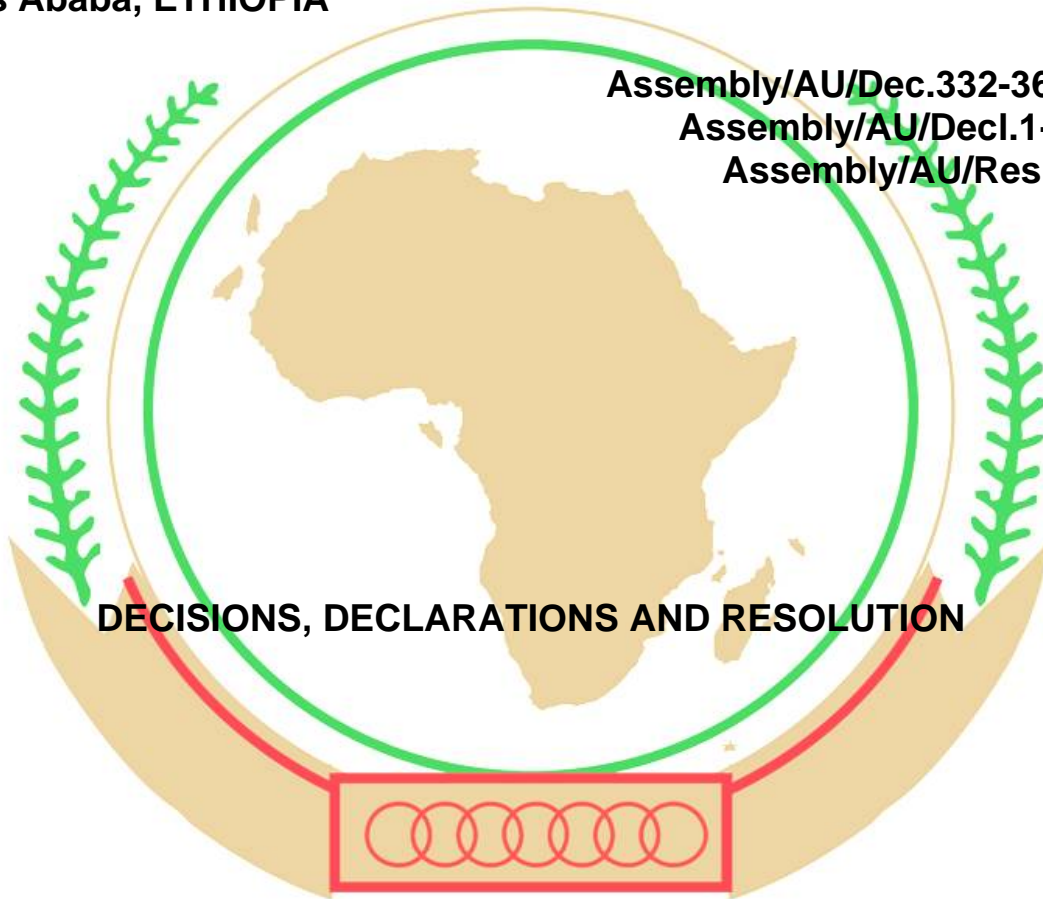 s Ababa, ETHIOPIA
Assembly/AU/Dec.332-36
Assembly/AU/Decl.1-
Assembly/AU/Res
DECISIONS, DECLARATIONS AND RESOLUTION